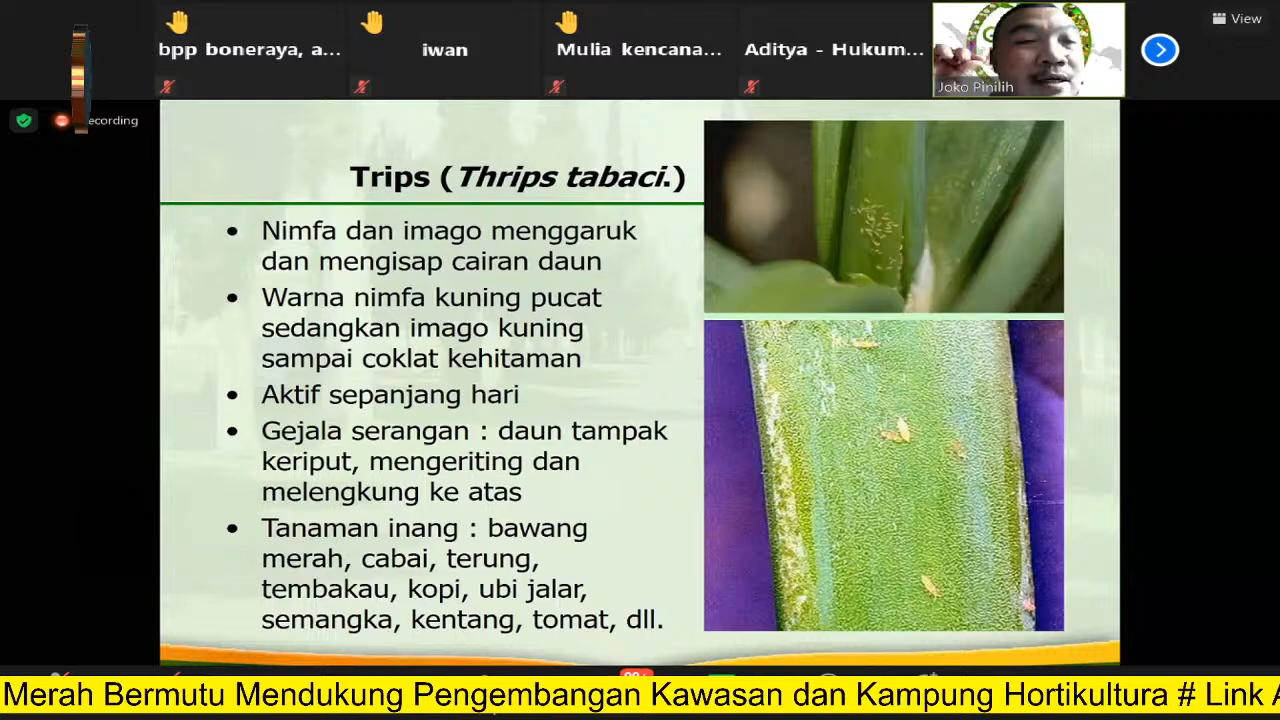 bpp boneraya, a...
iwan
Mulia kencana...
Aditya - Hukum...
Joko Pinilih
View
ecording
Trips (Thrips tabaci.)
• Nimfa dan imago menggaruk
dan mengisap cairan daun
• Warna nimfa kuning pucat
sedangkan imago kuning
sampai coklat kehitaman
• Aktif sepanjang hari
• Gejala serangan : daun tampak
keriput, mengeriting dan
melengkung ke atas
• Tanaman inang : bawang
merah, cabai, terung,
tembakau, kopi, ubi jalar,
semangka, kentang, tomat, dll.
Merah Bermutu Mendukung Pengembangan Kawasan dan Kampung Hortikultura # Link A